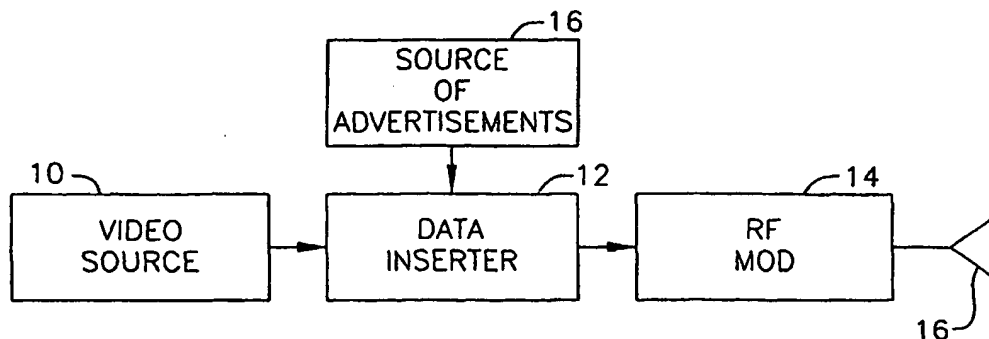 16
SOURCE
OF
ADVERTISEMENTS
10
VIDEO
SOURCE
12
DATA
INSERTER
14
RF
MOD
16